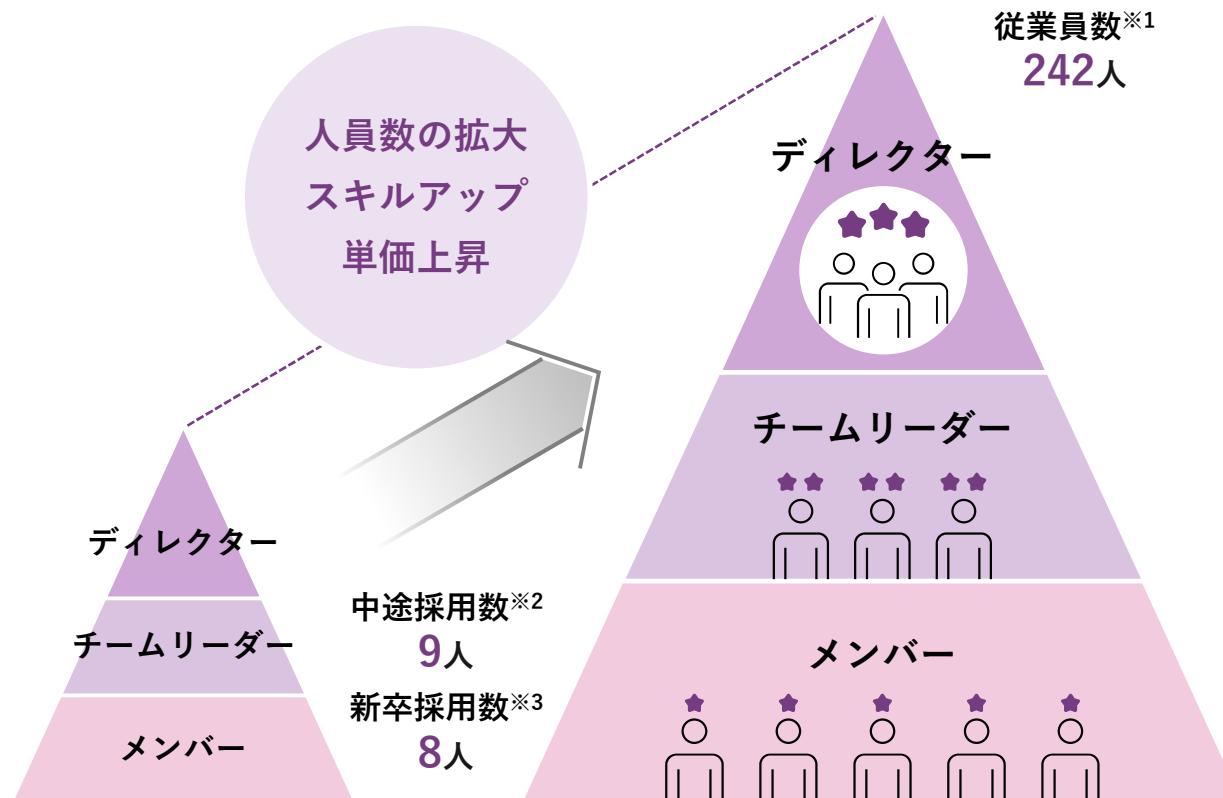 人員数の拡大
スキルアップ
単価上昇
従業員数※1
242人
ディレクター
チームリーダー
メンバー
ディレクター
チームリーダー
メンバー
中途採用数※2
9人
新卒採用数※3
8人